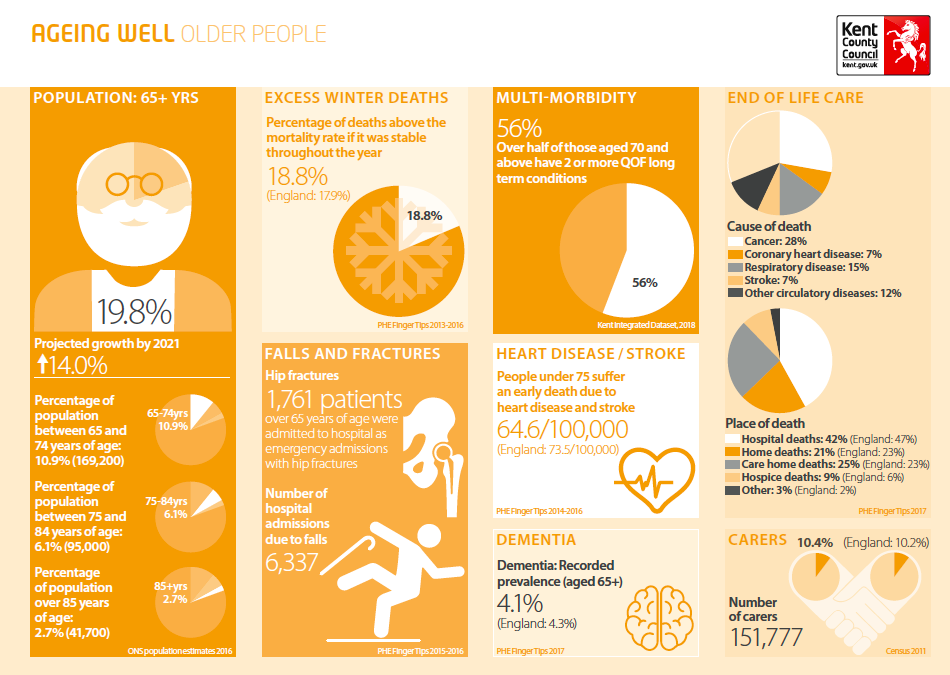 AGEING WELL OLDER PEOPLE
Kent
County
Council
kent.gov.uk
POPULATION: 65+ YRS
19.8%
Projected growth by 2021
14.0%
Percentage of
population
between 65 and
74 years of age:
10.9% (169,200)
65-74yrs
10.9%
Percentage of
population
between 75 and
84 years of age:
6.1% (95,000)
75-84yrs
6.1%
Percentage
of population
over 85 years
of age:
2.7% (41,700)
85+yrs
2.7%
ONS population estimates 2016
EXCESS WINTER DEATHS
Percentage of deaths above the
mortality rate if it was stable
throughout the year
18.8%
(England: 17.9%)
18.8%
PHE FingerTips 2013-2016
FALLS AND FRACTURES
Hip fractures
1,761 patients
over 65 years of age were
admitted to hospital as
emergency admissions
with hip fractures
Number of
hospital
admissions
due to falls
6,337
PHE FingerTips 2015-2016
MULTI-MORBIDITY
56%
Over half of those aged 70 and
above have 2 or more QOF long
term conditions
56%
Kent Integrated Dataset, 2018
HEART DISEASE / STROKE
People under 75 suffer
an early death due to
heart disease and stroke
64.6/100,000
(England: 73.5/100,000)
PHE FingerTips 2014-2016
DEMENTIA
Dementia: Recorded
prevalence (aged 65+)
4.1%
(England: 4.3%)
PHE FingerTips 2017
END OF LIFE CARE
Cause of death
Cancer: 28%
Coronary heart disease: 7%
Respiratory disease: 15%
Stroke: 7%
Other circulatory diseases: 12%
Place of death
Hospital deaths: 42% (England: 47%)
Home deaths: 21% (England: 23%)
Care home deaths: 25% (England: 23%)
Hospice deaths: 9% (England: 6%)
Other: 3% (England: 2%)
PHE FingerTips 2017
CARERS 10.4% (England: 10.2%)
Number
of carers
151,777
Census 2011